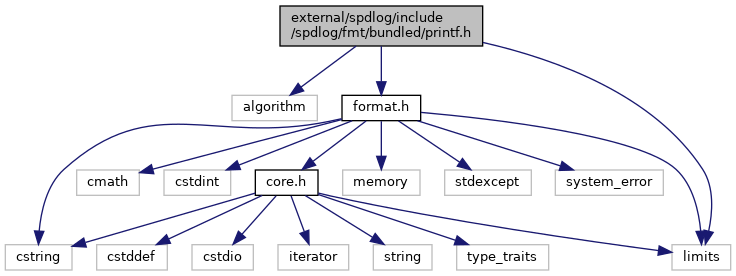 external/spdlog/include
/spdlog/fmt/bundled/printf.h
algorithm
format.h
cmath
cstdint
core.h
memory
stdexcept
system_error
cstring
cstddef
cstdio
iterator
string
type_traits
limits